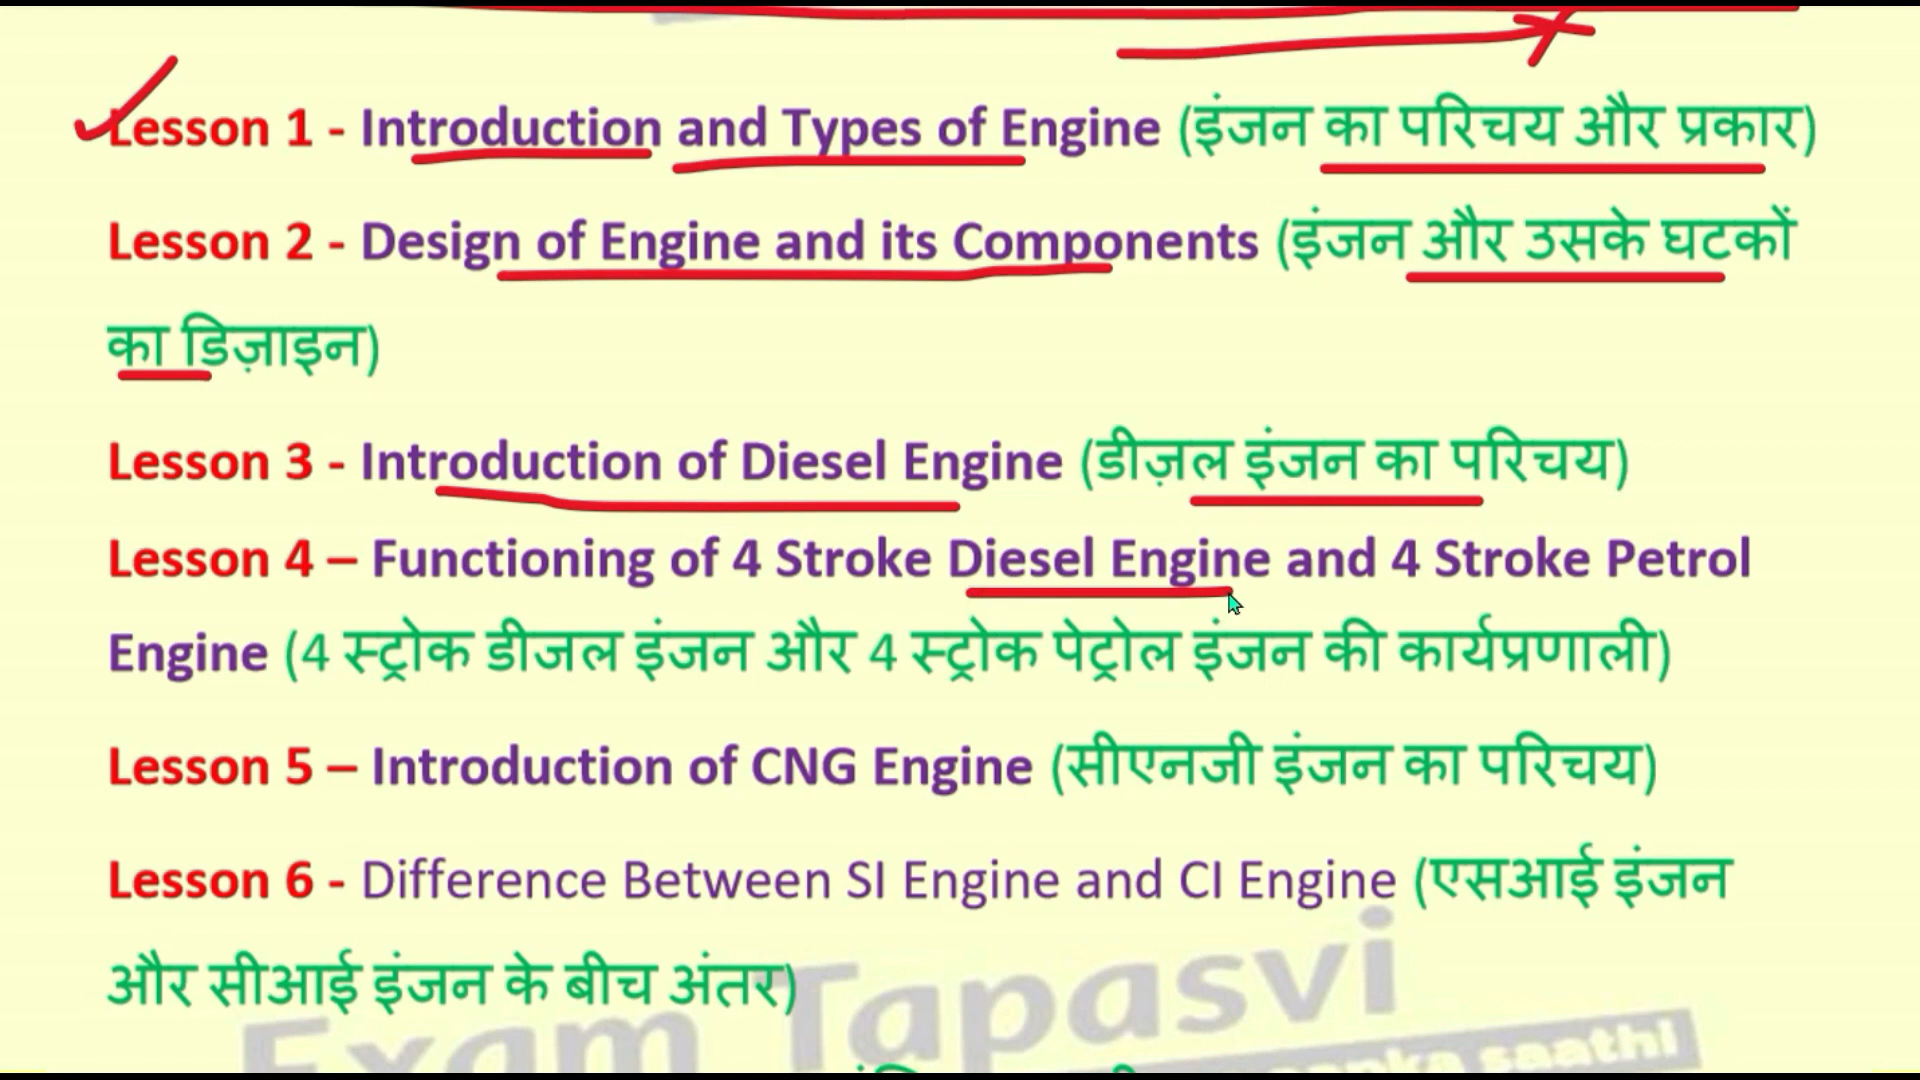 Lesson 1 - Introduction and Types of Engine (इंजन का परिचय और प्रकार)
Lesson 2 - Design of Engine and its Components (इंजन और उसके घटकों
का डिज़ाइन)
Lesson 3 - Introduction of Diesel Engine (डीज़ल इंजन का परिचय)
Lesson 4 – Functioning of 4 Stroke Diesel Engine and 4 Stroke Petrol
Engine (4 स्ट्रोक डीजल इंजन और 4 स्ट्रोक पेट्रोल इंजन की कार्यप्रणाली)
Lesson 5 – Introduction of CNG Engine (सीएनजी इंजन का परिचय)
Lesson 6 - Difference Between SI Engine and CI Engine (एसआई इंजन
और सीआई इंजन के बीच अंतर)
Exam Tapasvi
saathi